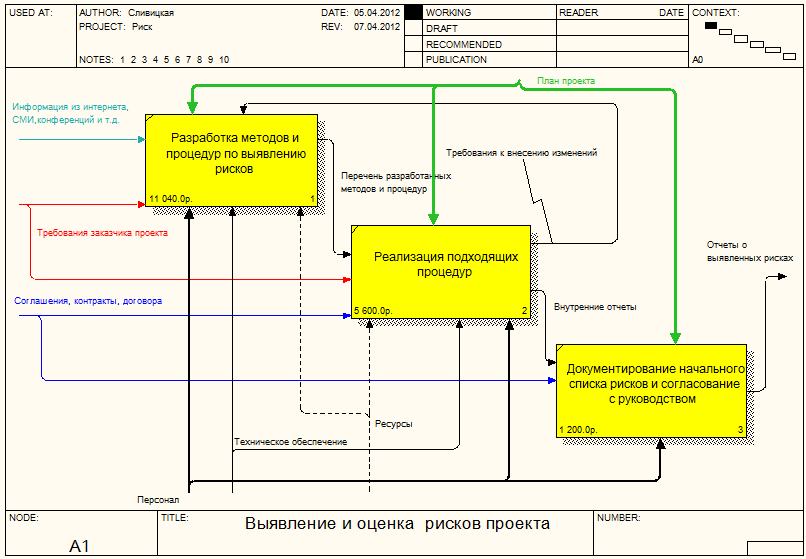 USED AT:
AUTHOR: Сливицкая
DATE: 05.04.2012
PROJECT: Риск
REV: 07.04.2012
NOTES: 1 2 3 4 5 6 7 8 9 10
WORKING
DRAFT
RECOMMENDED
PUBLICATION
READER
DATE
CONTEXT:
A0
План проекта
Информация из интернета,
СМИ,конференций и т.д.
Разработка методов и
процедур по выявлению
рисков
11 040.0р.
1
Требования к внесению изменений
Перечень разработанных
методов и процедур
Требования заказчика проекта
Реализация подходящих
процедур
5 600.0р.
2
Отчеты о
выявленных рисках
Соглашения, контракты, договора
Внутренние отчеты
Документирование начального
списка рисков и согласование
с руководством
1 200.0р.
3
Ресурсы
Техническое обеспечение
Персонал
NODE:
A1
TITLE:
Выявление и оценка рисков проекта
NUMBER: